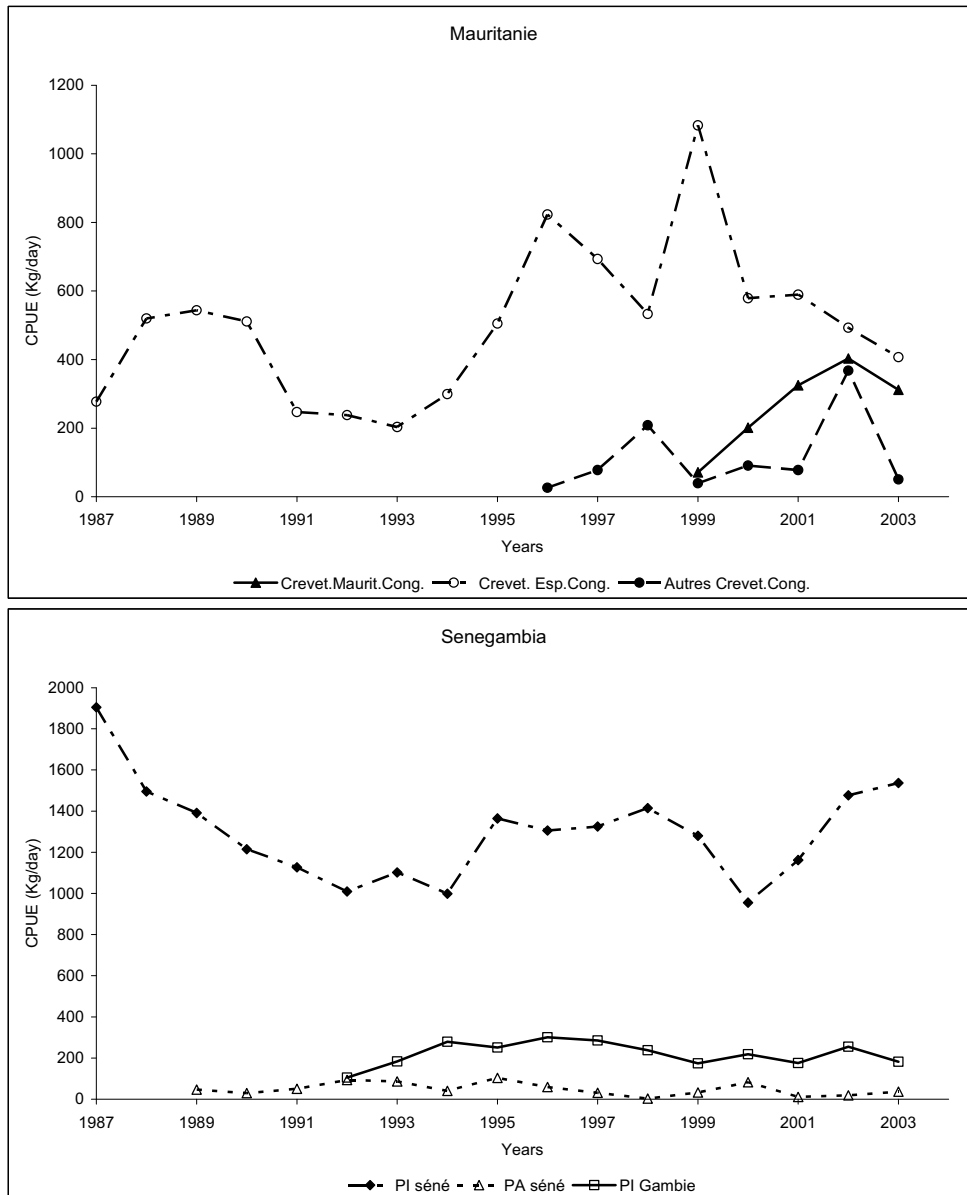 Mauritanie
CPUE (Kg/day)
1200
1000
800
600
400
200
0
1987 1989 1991 1993 1995 1997 1999 2001 2003
Years
Crevet.Maurit.Cong. Crevet. Esp.Cong. Autres Crevet.Cong.
Senegambia
CPUE (Kg/day)
2000
1800
1600
1400
1200
1000
800
600
400
200
0
1987 1989 1991 1993 1995 1997 1999 2001 2003
Years
PI séné PA séné PI Gambie